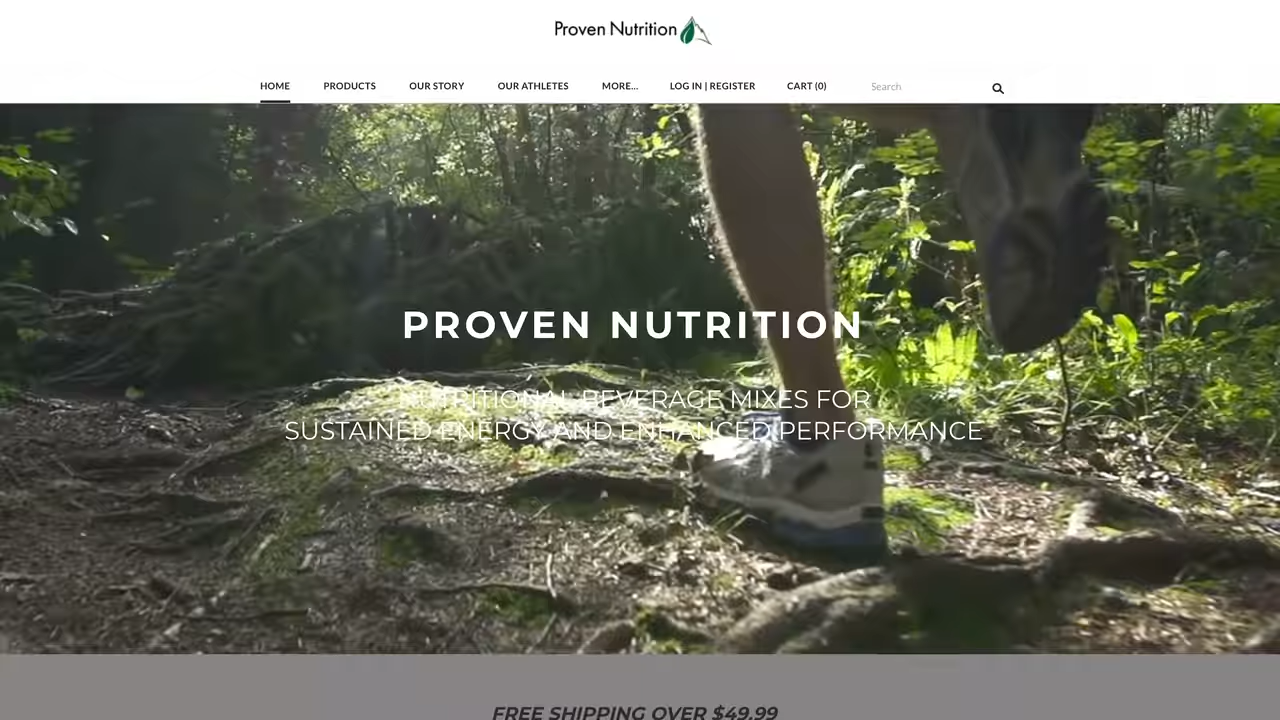 Proven Nutrition
HOME PRODUCTS OUR STORY OUR ATHLETES MORE... LOG IN | REGISTER CART (0) Search
PROVEN NUTRITION
NUTRITIONAL BEVERAGE MIXES FOR
SUSTAINED ENERGY AND ENHANCED PERFORMANCE
FREE SHIPPING OVER $49.99